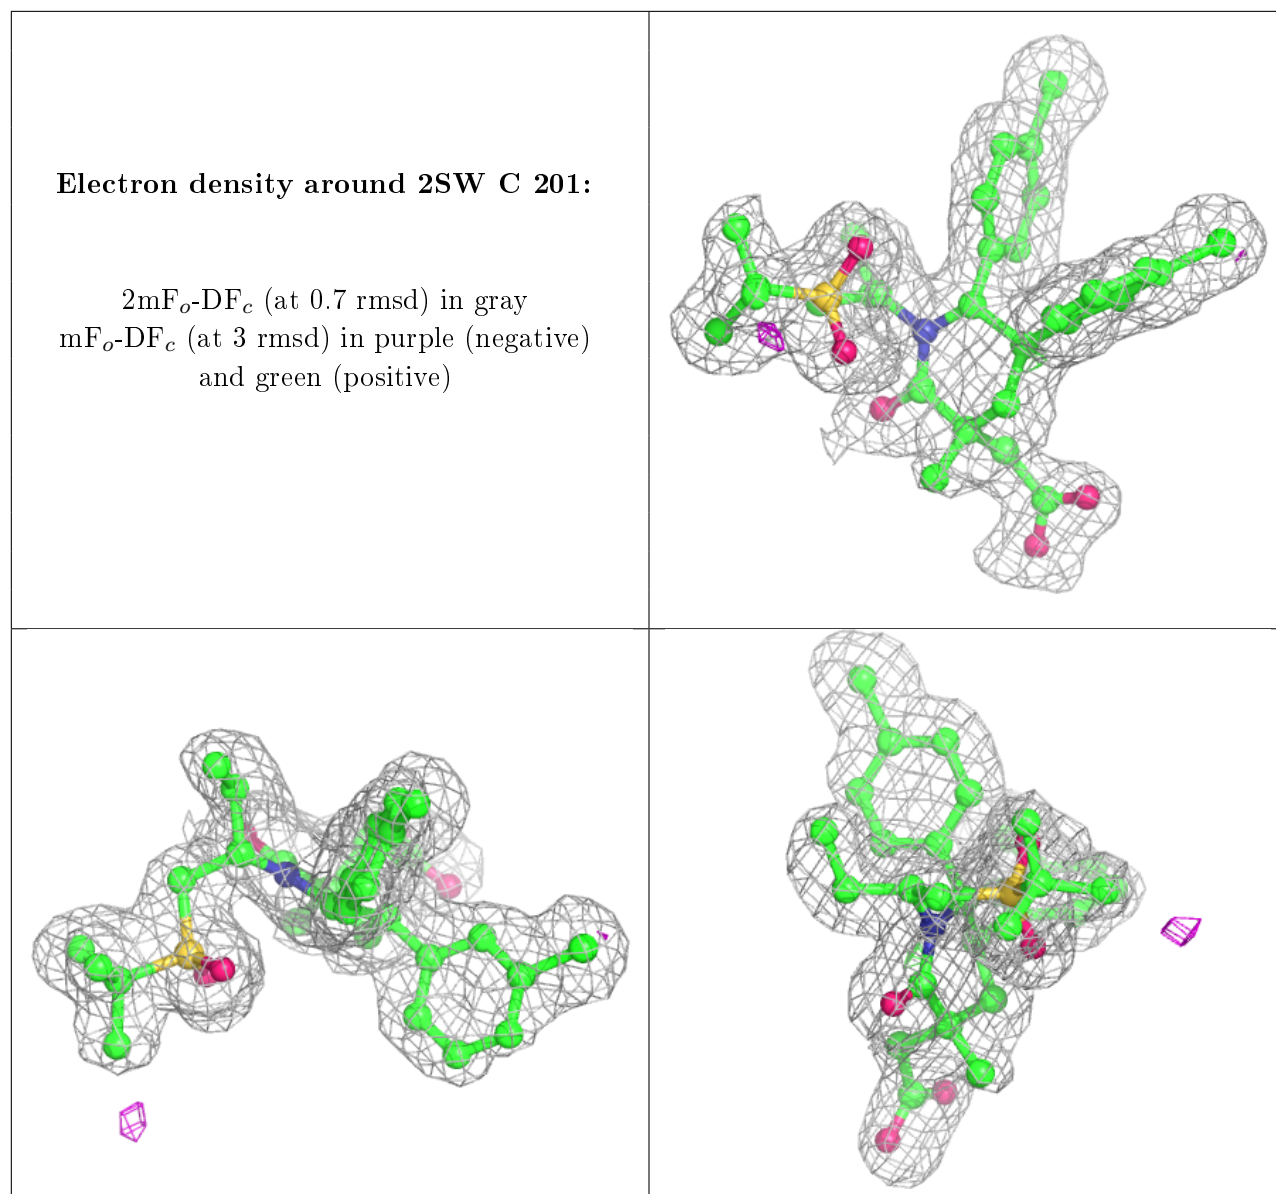 Electron density around 2SW C 201:
2mFo-DFc (at 0.7 rmsd) in gray
mFo-DFc (at 3 rmsd) in purple (negative)
and green (positive)